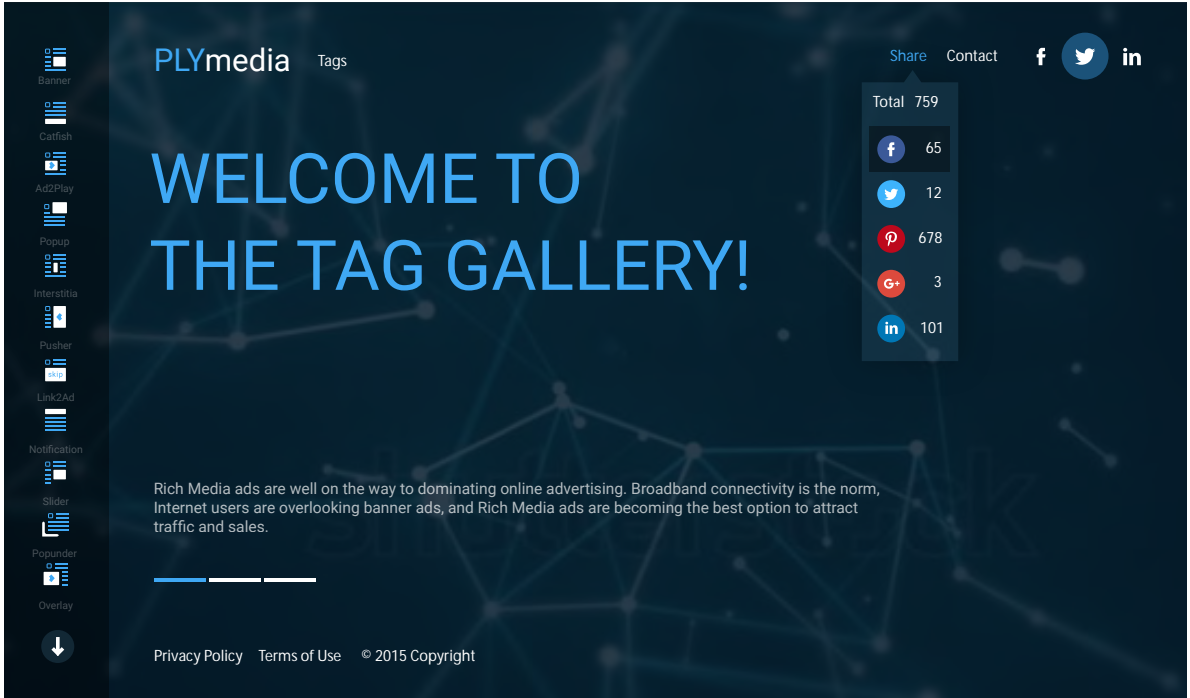 PLYmedia
Tags
Share
Contact
f
in
Total 759
f 65
12
678
G+ 3
in 101
Banner
Catfish
Ad2Play
Popup
Interstitia
Pusher
skip
Link2Ad
Notification
Slider
Popunder
Overlay
WELCOME TO
THE TAG GALLERY!
shutterstock
Rich Media ads are well on the way to dominating online advertising. Broadband connectivity is the norm,
Internet users are overlooking banner ads, and Rich Media ads are becoming the best option to attract
traffic and sales.
Privacy Policy Terms of Use © 2015 Copyright